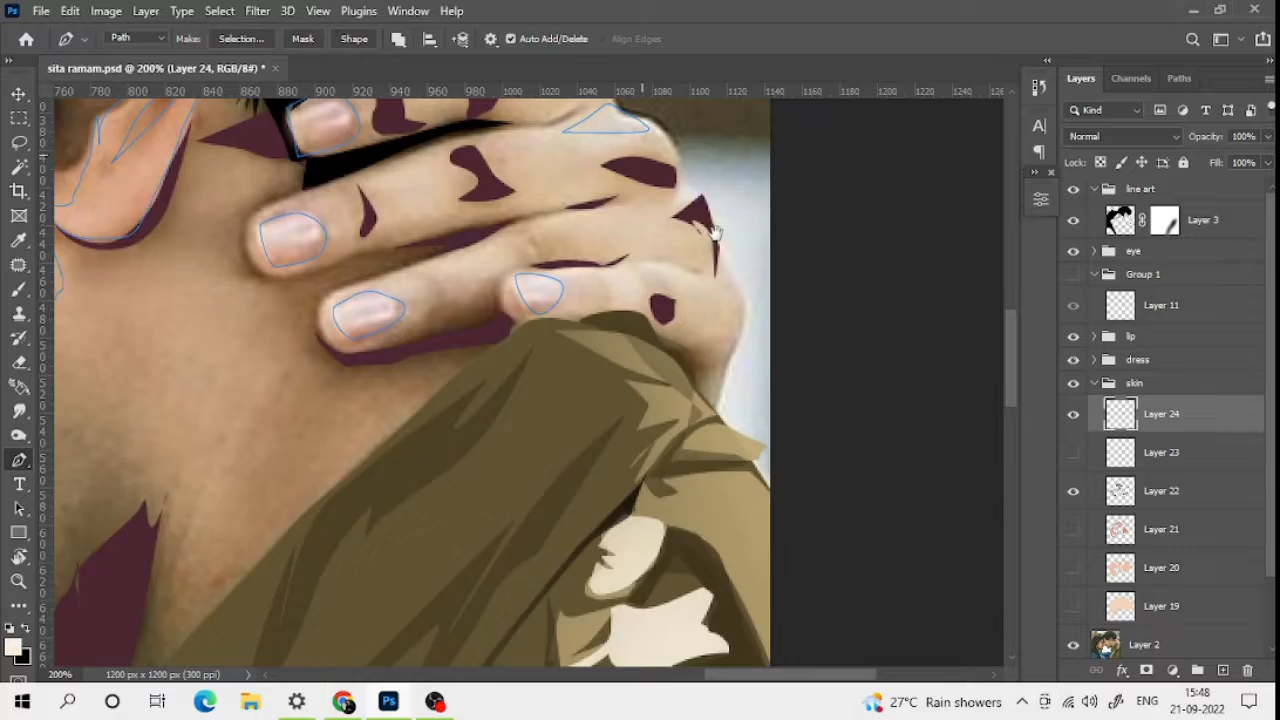 Ps File Edit Image Layer Type Select Filter 3D View Plugins Window Help
Path Make: Selection... Mask Shape Auto Add/Delete Align Edges
sita ramam.psd @ 200% (Layer 24, RGB/8#) *
Layers Channels Paths
760 780 800 820 840 860 880 900 920 940 960 980 1000 1020 1040 1060 1080 1100 1120 1140 1160 1180 1200 1220 1240
Kind
Normal Opacity: 100%
Lock: Fill: 100%
line art
Layer 3
eye
Group 1
Layer 11
lip
dress
skin
Layer 24
Layer 23
Layer 22
Layer 21
Layer 20
Layer 19
Layer 2
200% 1200 px x 1200 px (300 ppi)
27°C Rain showers ENG 15:48
21-09-2022